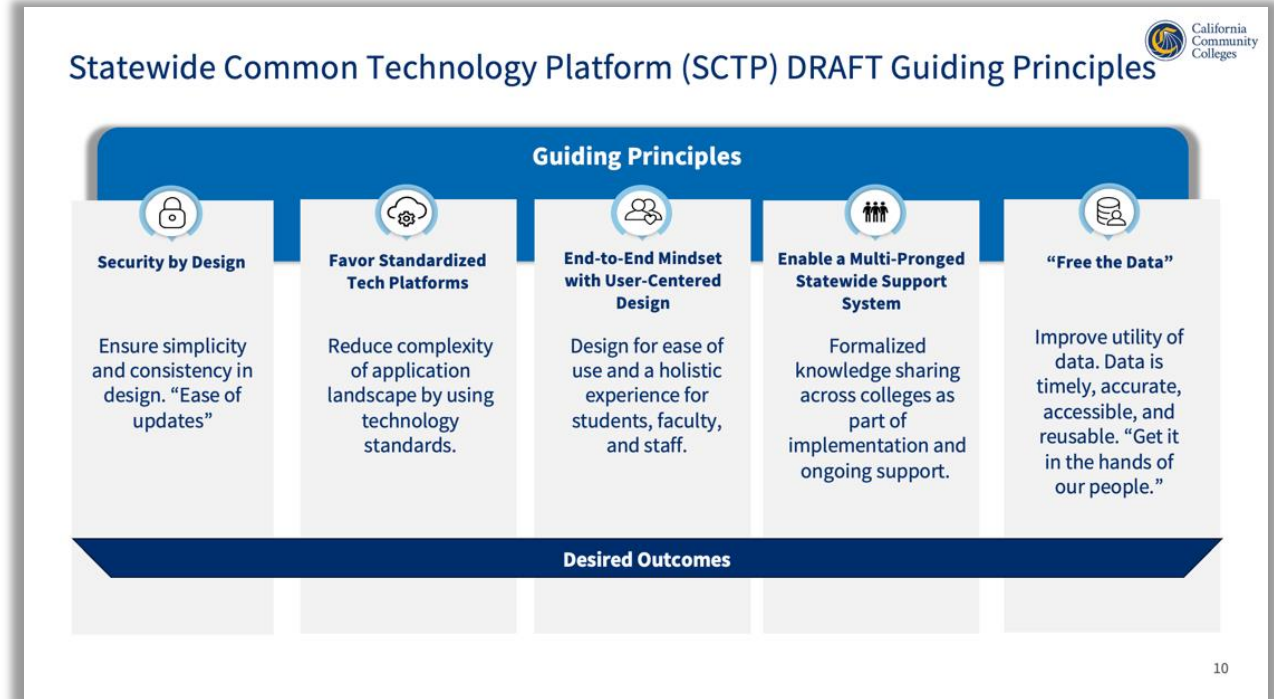 California
Community
Colleges
Statewide Common Technology Platform (SCTP) DRAFT Guiding Principles
Guiding Principles
Security by Design
Ensure simplicity
and consistency in
design. “Ease of
updates”
Favor Standardized
Tech Platforms
Reduce complexity
of application
landscape by using
technology
standards.
End-to-End Mindset
with User-Centered
Design
Design for ease of
use and a holistic
experience for
students, faculty,
and staff.
Enable a Multi-Pronged
Statewide Support
System
Formalized
knowledge sharing
across colleges as
part of
implementation and
ongoing support.
“Free the Data”
Improve utility of
data. Data is
timely, accurate,
accessible, and
reusable. “Get it
in the hands of
our people.”
Desired Outcomes
10